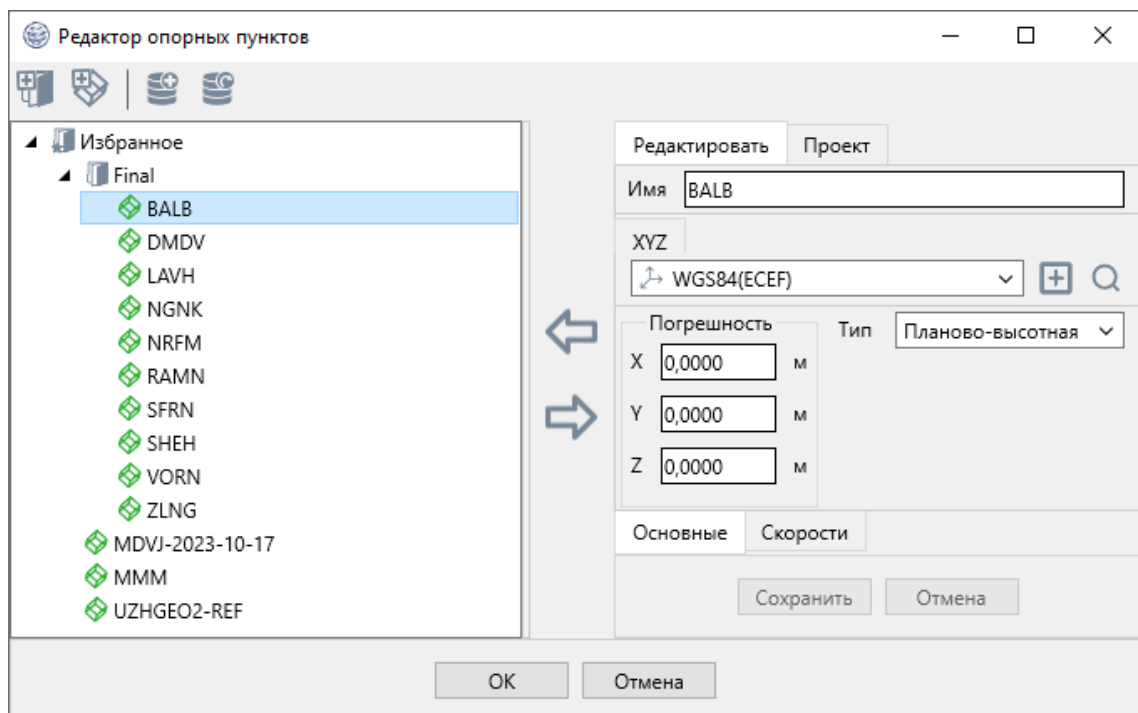 Редактор опорных пунктов
Избранное
Final
BALB
DMDV
LAVH
NGNK
NRFM
RAMN
SFRN
SHEH
VORN
ZLNG
MDVJ-2023-10-17
MMM
UZHGEO2-REF
Редактировать Проект
Имя BALB
XYZ
WGS84(ECEF)
Погрешность Тип Планово-высотная
X 0,0000 м
Y 0,0000 м
Z 0,0000 м
Основные Скорости
Сохранить Отмена
OK Отмена